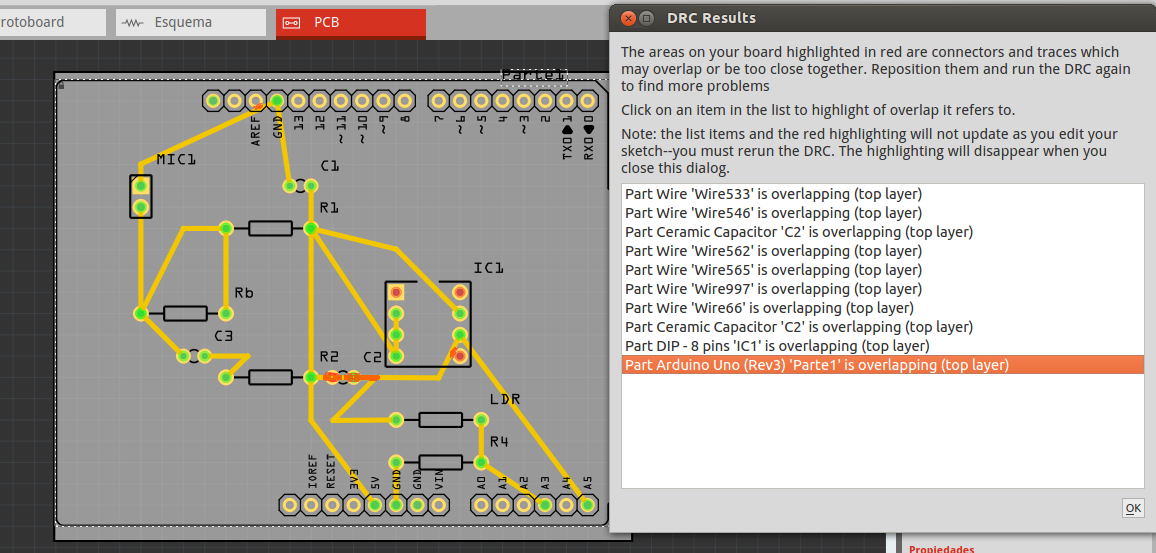 rotoboard
Esquema
PCB
DRC Results
The areas on your board highlighted in red are connectors and traces which
may overlap or be too close together. Reposition them and run the DRC again
to find more problems
Click on an item in the list to highlight of overlap it refers to.
Note: the list items and the red highlighting will not update as you edit your
sketch--you must rerun the DRC. The highlighting will disappear when you
close this dialog.
Part Wire 'Wire533' is overlapping (top layer)
Part Wire 'Wire546' is overlapping (top layer)
Part Ceramic Capacitor 'C2' is overlapping (top layer)
Part Wire 'Wire562' is overlapping (top layer)
Part Wire 'Wire565' is overlapping (top layer)
Part Wire 'Wire997' is overlapping (top layer)
Part Wire 'Wire66' is overlapping (top layer)
Part Ceramic Capacitor 'C2' is overlapping (top layer)
Part DIP - 8 pins 'IC1' is overlapping (top layer)
Part Arduino Uno (Rev3) 'Parte1' is overlapping (top layer)
OK
Propiedades
Parte1
AREF GND 13 12 ~11 ~10 ~9 8 7 ~6 ~5 4 ~3 2 TX0 1 RX0 0
MIC1
C1
R1
IC1
Rb
C3
R2
C2
LDR
R4
IOREF RESET 3V3 5V GND GND VIN A0 A1 A2 A3 A4 A5